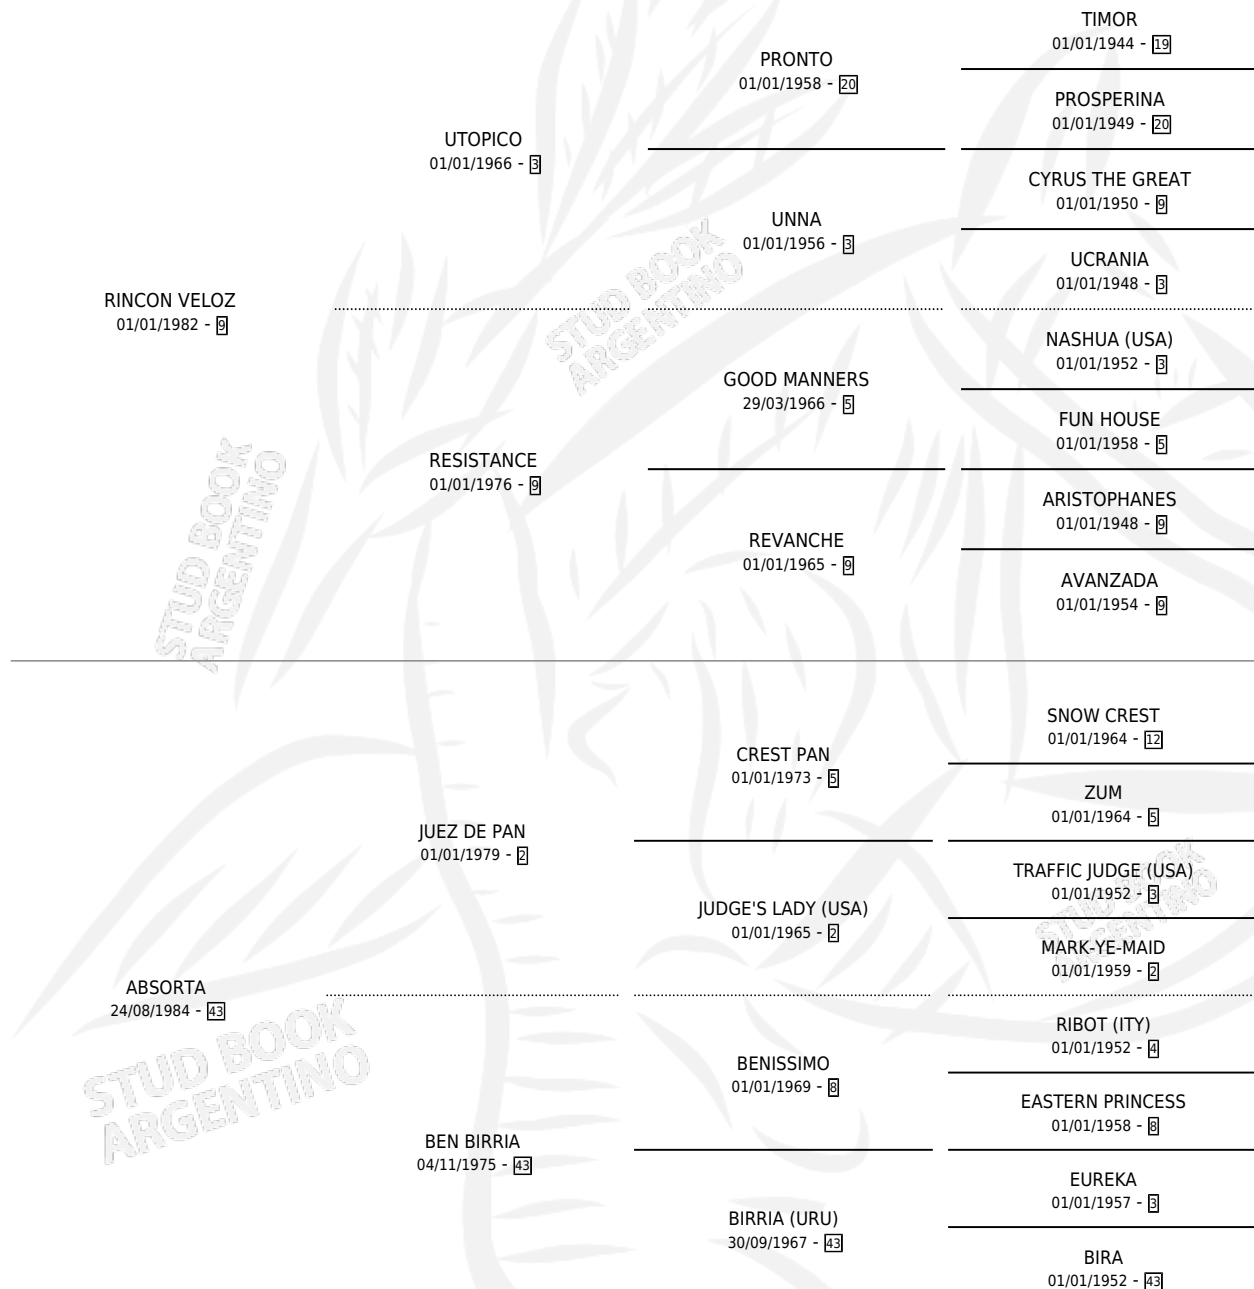 TIMOR
01/01/1944 - 19
PRONTO
01/01/1958 - 20
PROSPERINA
01/01/1949 - 20
UTOPICO
01/01/1966 - 3
CYRUS THE GREAT
01/01/1950 - 9
UNNA
01/01/1956 - 3
UCRANIA
01/01/1948 - 3
RINCON VELOZ
01/01/1982 - 9
NASHUA (USA)
01/01/1952 - 3
GOOD MANNERS
29/03/1966 - 5
FUN HOUSE
01/01/1958 - 5
RESISTANCE
01/01/1976 - 9
ARISTOPHANES
01/01/1948 - 9
REVANCHE
01/01/1965 - 9
AVANZADA
01/01/1954 - 9
STUD BOOK
ARGENTINO
STUD BOOK
ARGENTINO
SNOW CREST
01/01/1964 - 12
CREST PAN
01/01/1973 - 5
ZUM
01/01/1964 - 5
JUEZ DE PAN
01/01/1979 - 2
TRAFFIC JUDGE (USA)
01/01/1952 - 3
JUDGE'S LADY (USA)
01/01/1965 - 2
MARK-YE-MAID
01/01/1959 - 2
ABSORTA
24/08/1984 - 43
RIBOT (ITY)
01/01/1952 - 4
BENISSIMO
01/01/1969 - 8
EASTERN PRINCESS
01/01/1958 - 8
BEN BIRRIA
04/11/1975 - 43
EUREKA
01/01/1957 - 3
BIRRIA (URU)
30/09/1967 - 43
BIRA
01/01/1952 - 43
STUD BOOK
ARGENTINO
STUD BOOK
ARGENTINO